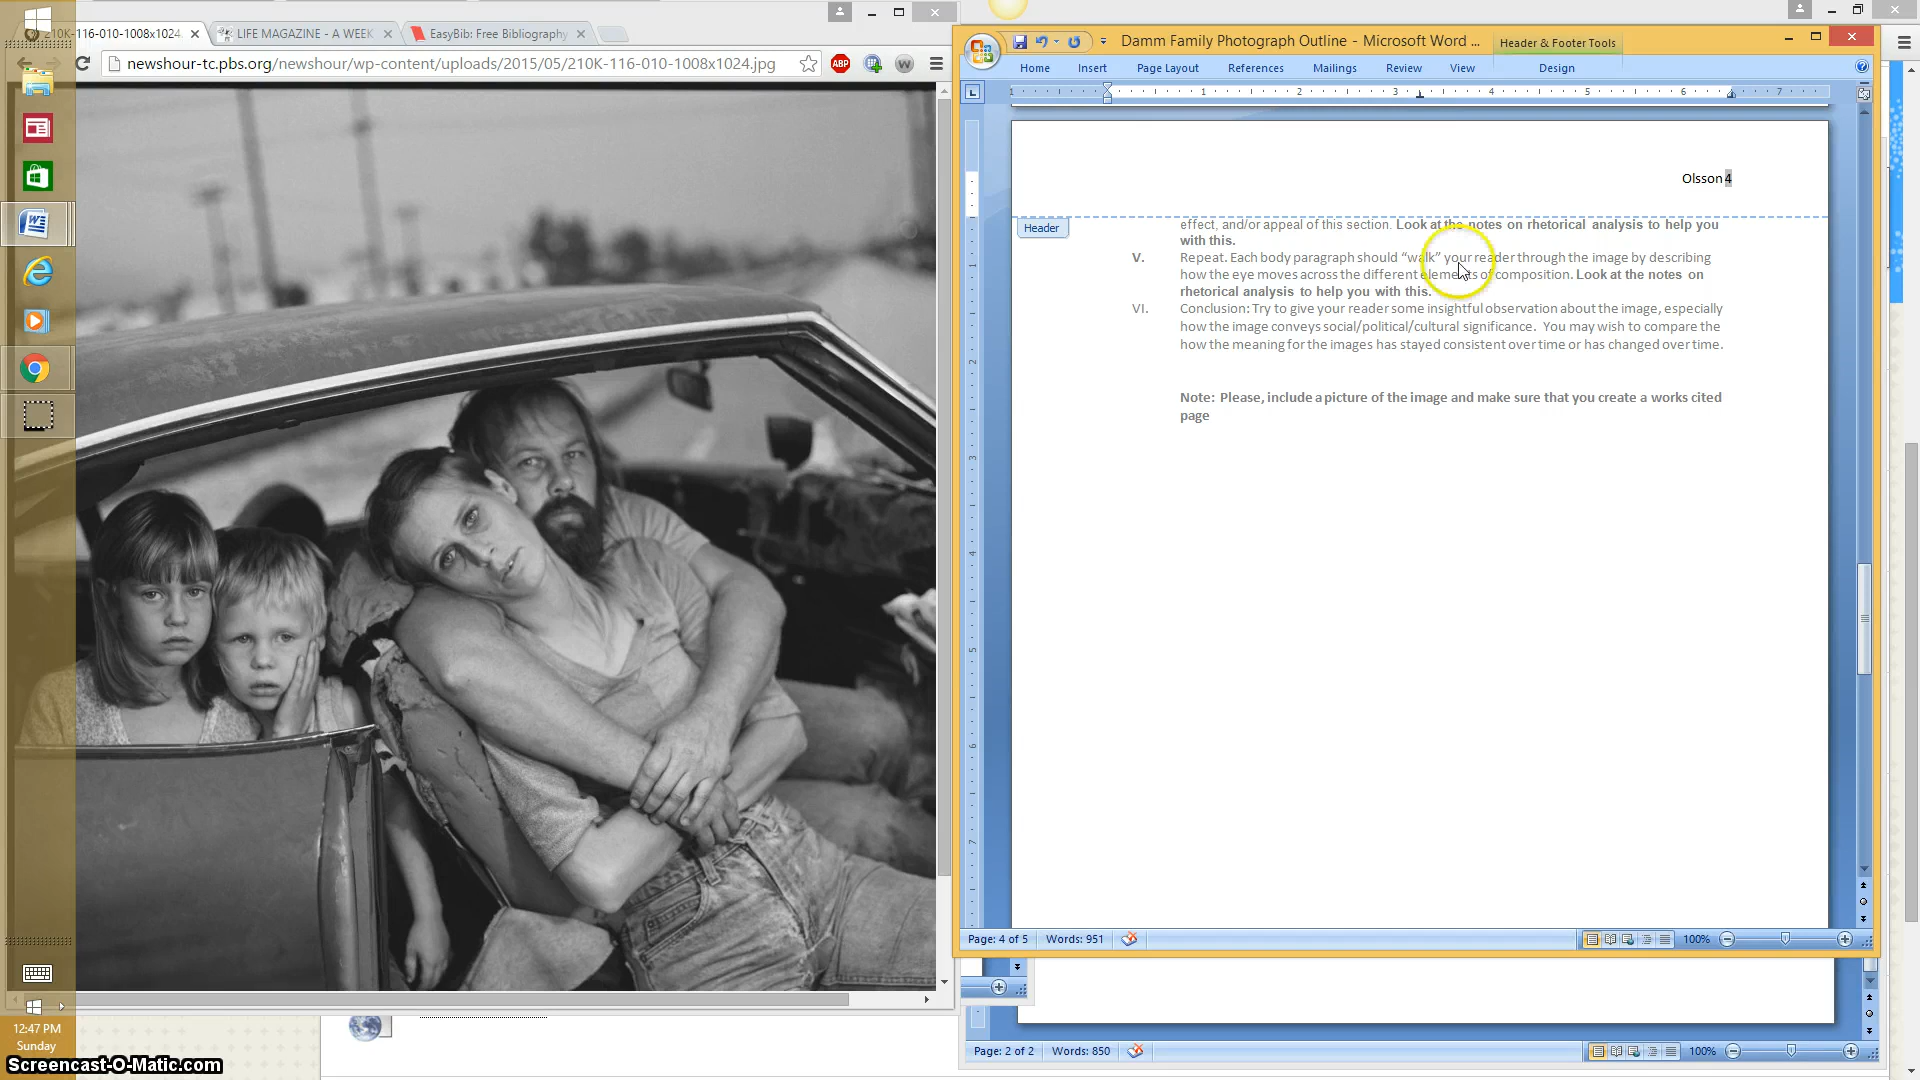 210K-116-010-1008x1024.
LIFE MAGAZINE - A WEEK
EasyBib: Free Bibliography
newshour-tc.pbs.org/newshour/wp-content/uploads/2015/05/210K-116-010-1008x1024.jpg
ABP
Damm Family Photograph Outline - Microsoft Word ...
Header & Footer Tools
Home Insert Page Layout References Mailings Review View Design
Olsson 4
Header
effect, and/or appeal of this section. Look at the notes on rhetorical analysis to help you
with this.
V. Repeat. Each body paragraph should “walk” your reader through the image by describing
how the eye moves across the different elements of composition. Look at the notes on
rhetorical analysis to help you with this.
VI. Conclusion: Try to give your reader some insightful observation about the image, especially
how the image conveys social/political/cultural significance. You may wish to compare the
how the meaning for the images has stayed consistent over time or has changed over time.
Note: Please, include a picture of the image and make sure that you create a works cited
page
Page: 4 of 5 Words: 951 100%
Page: 2 of 2 Words: 850 100%
12:47 PM
Sunday
Screencast-O-Matic.com